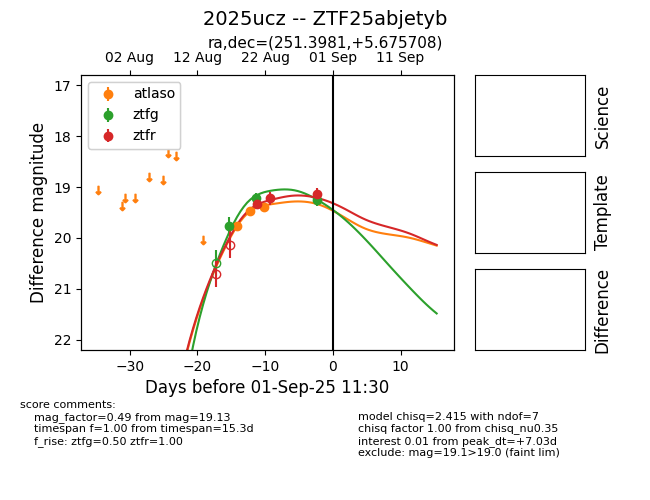 2025ucz -- ZTF25abjetyb
ra,dec=(251.3981,+5.675708)
02 Aug 12 Aug 22 Aug 01 Sep 11 Sep
atlaso
ztfg
ztfr
17
18
19
20
21
22
Difference magnitude
−30 −20 −10 0 10
Days before 01-Sep-25 11:30
Science
Template
Difference
score comments:
mag_factor=0.49 from mag=19.13
timespan f=1.00 from timespan=15.3d
f_rise: ztfg=0.50 ztfr=1.00
model chisq=2.415 with ndof=7
chisq factor 1.00 from chisq_nu0.35
interest 0.01 from peak_dt=+7.03d
exclude: mag=19.1>19.0 (faint lim)